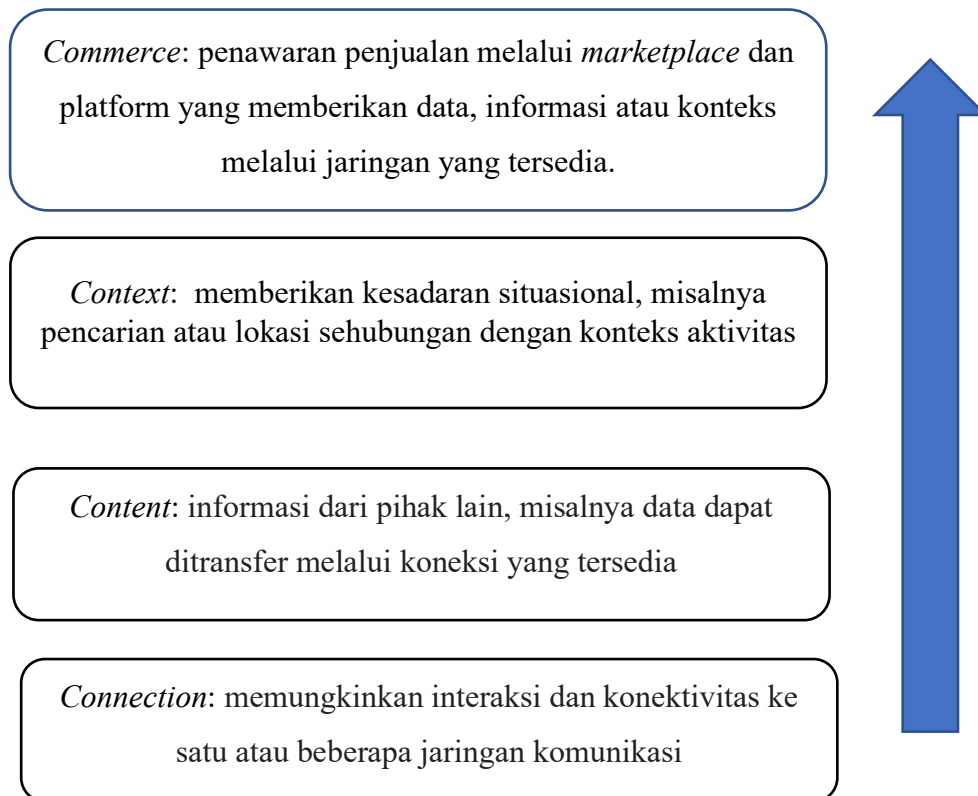 Commerce: penawaran penjualan melalui marketplace dan
platform yang memberikan data, informasi atau konteks
melalui jaringan yang tersedia.
Context:  memberikan kesadaran situasional, misalnya
pencarian atau lokasi sehubungan dengan konteks aktivitas
Content: informasi dari pihak lain, misalnya data dapat
ditransfer melalui koneksi yang tersedia
Connection: memungkinkan interaksi dan konektivitas ke
satu atau beberapa jaringan komunikasi